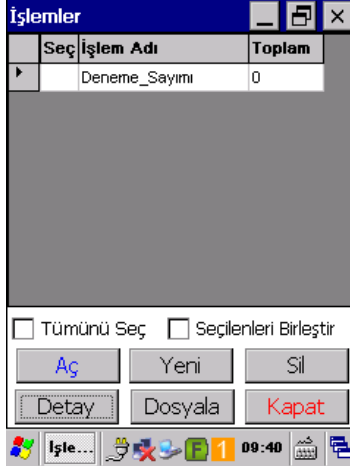 İşlemler
Seç İşlem Adı Toplam
Deneme_Sayımı 0
Tümünü Seç Seçilenleri Birleştir
Aç Yeni Sil
Detay Dosyala Kapat
İşle... F 1 09:40